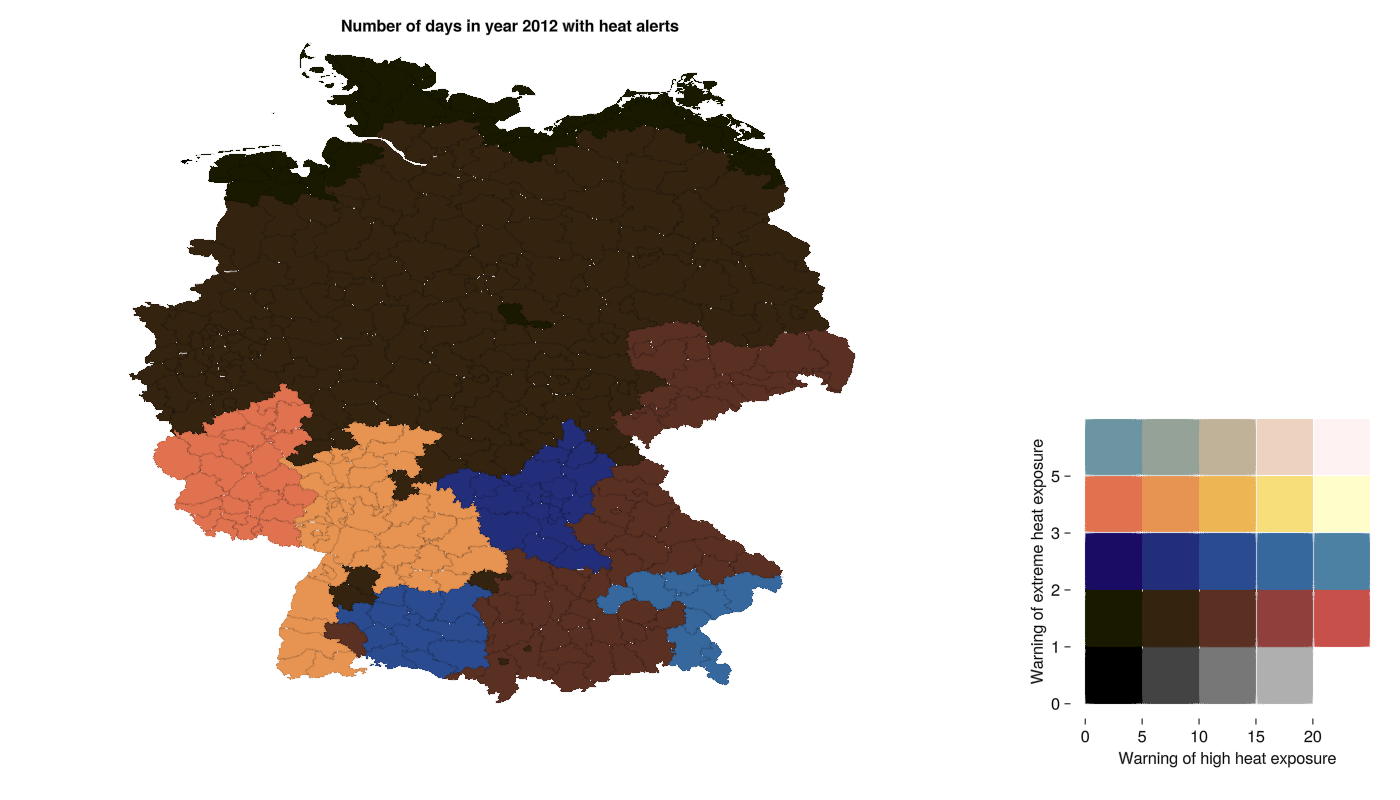 Number of days in year 2012 with heat alerts
Warning of extreme heat exposure
5
3
2
1
0
0 5 10 15 20
Warning of high heat exposure